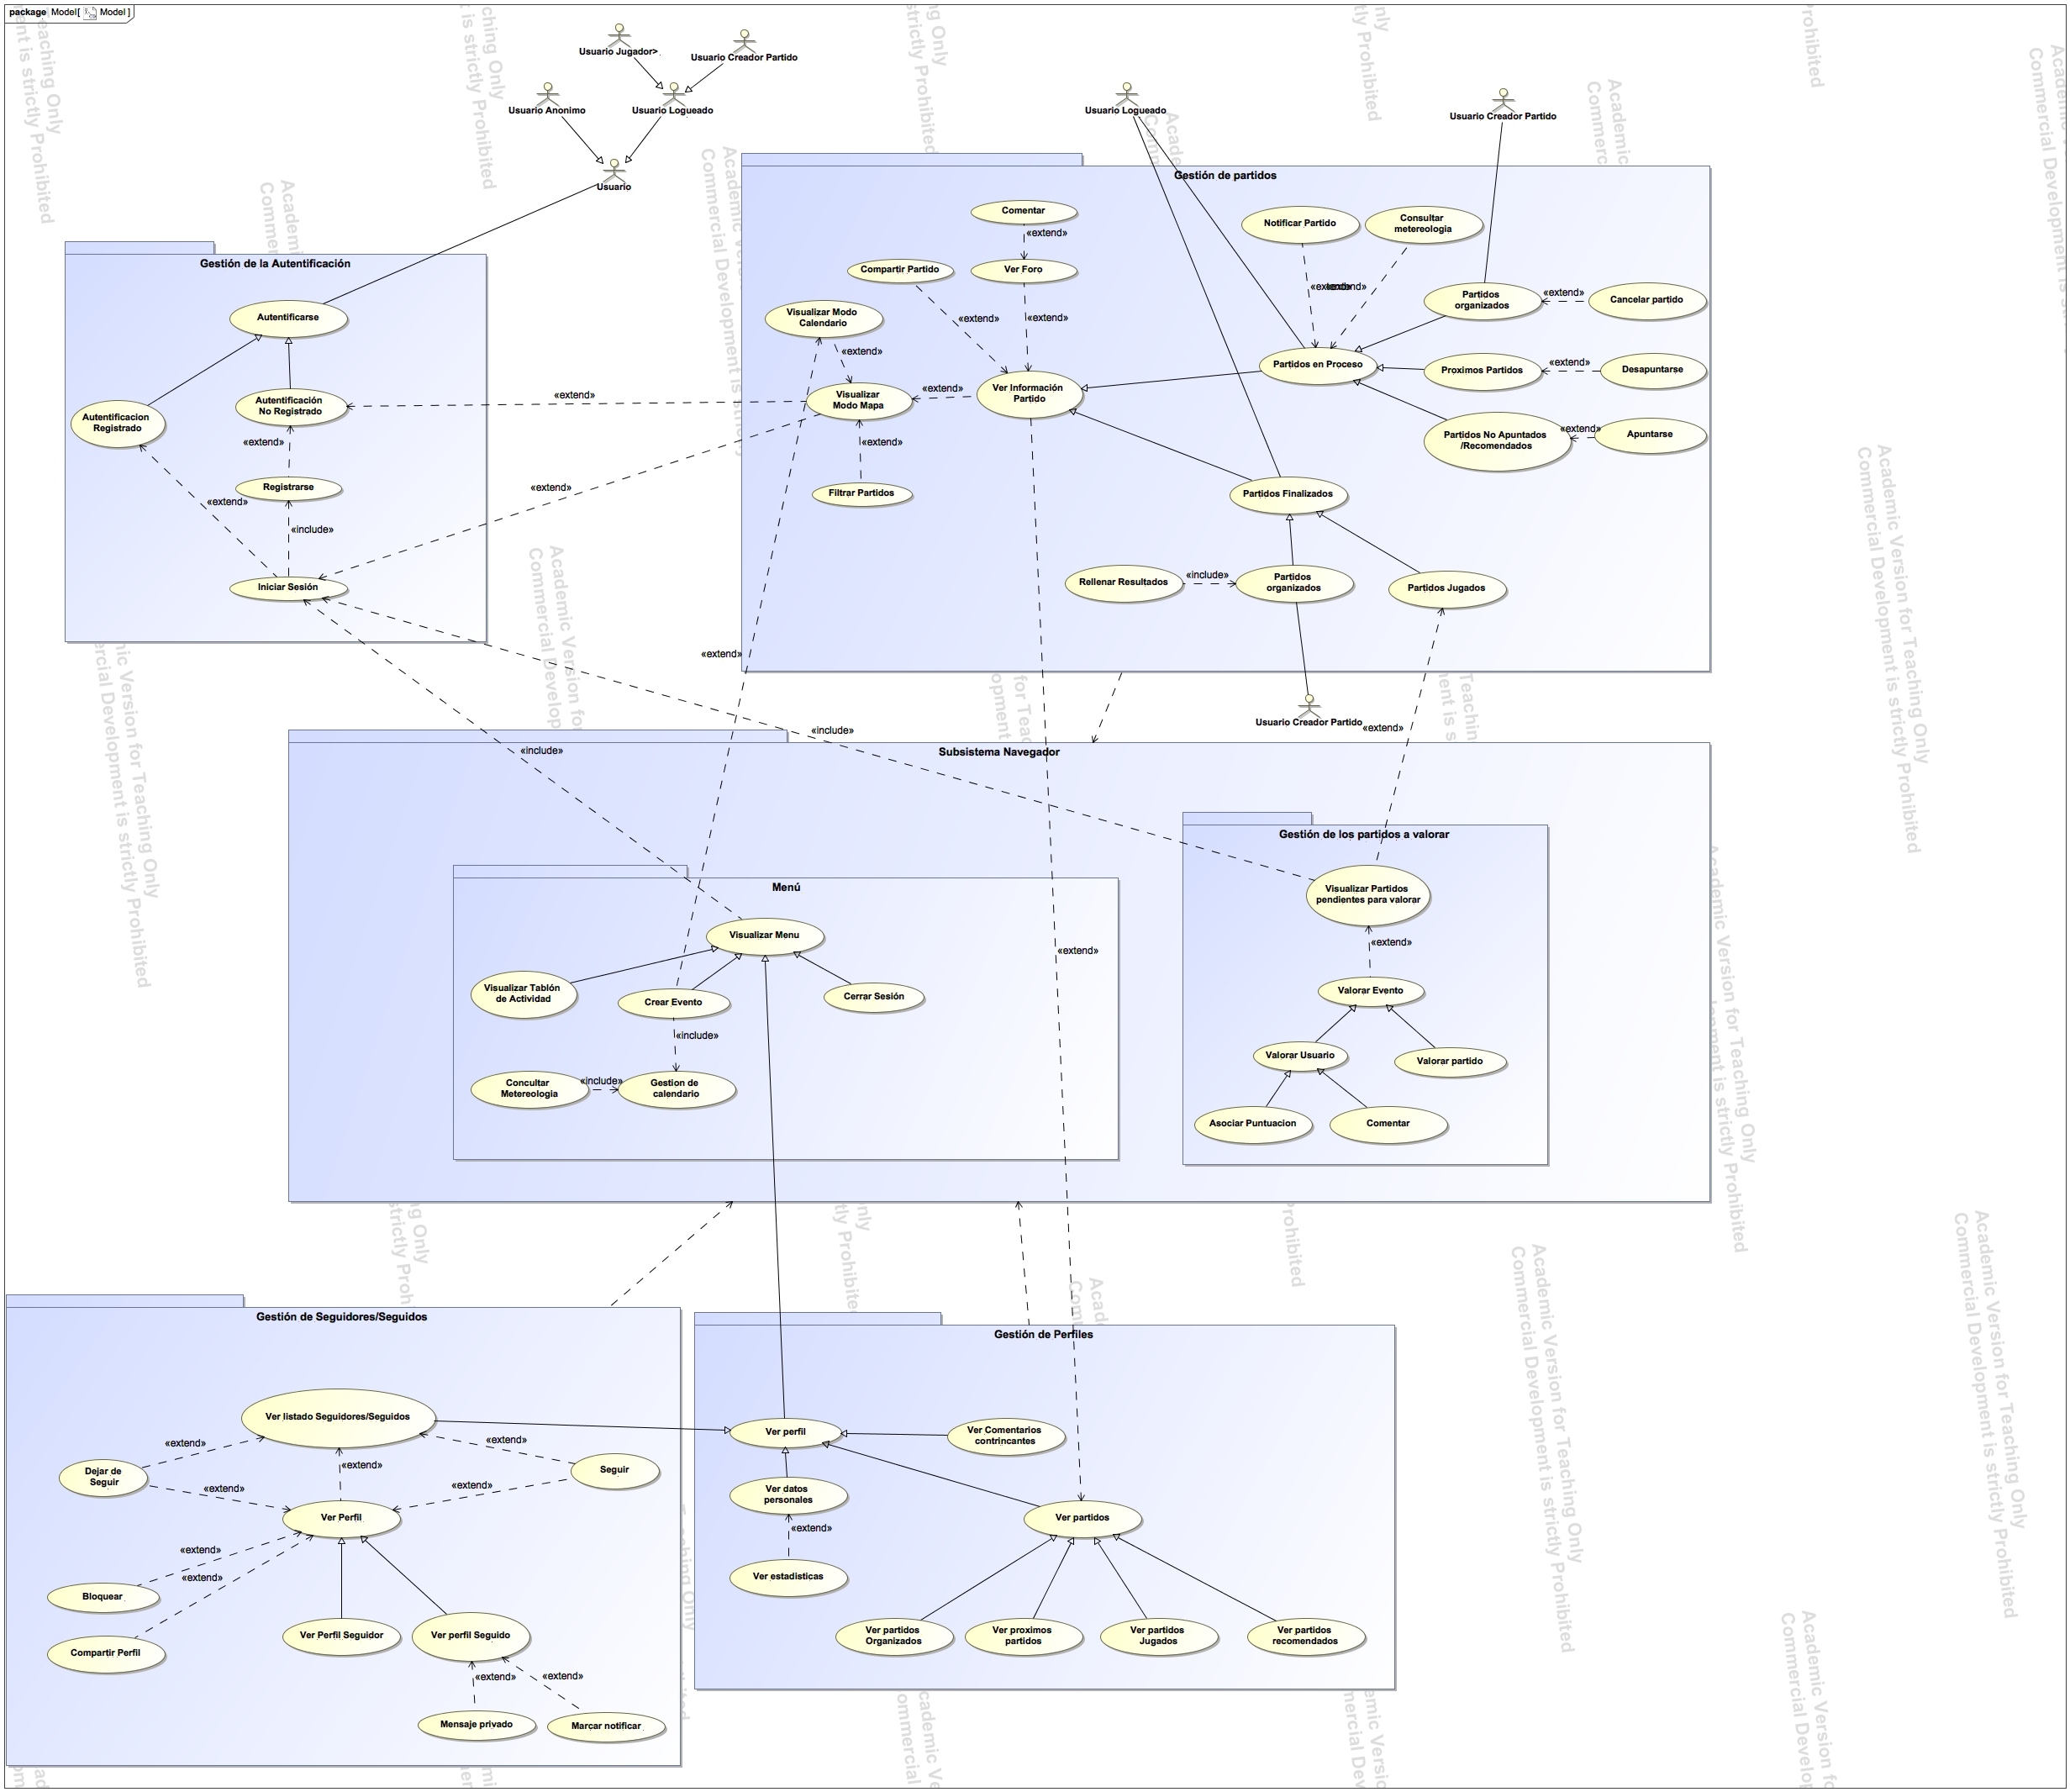 package Model[ Model ]
Usuario Jugador>
Usuario Creador Partido
Usuario Anonimo
Usuario Logueado
Usuario
Usuario Logueado
Usuario Creador Partido
Gestión de la Autentificación
Autentificarse
Autentificacion
Registrado
Autentificación
No Registrado
«extend»
Registrarse
«extend»
«include»
Iniciar Sesión
«extend»
«extend»
Gestión de partidos
Comentar
«extend»
Ver Foro
Compartir Partido
«extend»
«extend»
Visualizar Modo
Calendario
«extend»
Visualizar
Modo Mapa
«extend»
Ver Información
Partido
«extend»
Filtrar Partidos
Notificar Partido
Consultar
metereologia
«extend»
«extend»
Partidos
organizados
«extend»
Cancelar partido
Partidos en Proceso
Proximos Partidos
«extend»
Desapuntarse
Partidos No Apuntados
/Recomendados
«extend»
Apuntarse
Partidos Finalizados
Rellenar Resultados
«include»
Partidos
organizados
Partidos Jugados
«extend»
Usuario Creador Partido
«extend»
«include»
«include»
Subsistema Navegador
Menú
Visualizar Menu
Visualizar Tablón
de Actividad
Crear Evento
Cerrar Sesión
«include»
Concultar
Metereologia
«include»
Gestion de
calendario
«extend»
Gestión de los partidos a valorar
Visualizar Partidos
pendientes para valorar
«extend»
Valorar Evento
Valorar Usuario
Valorar partido
Asociar Puntuacion
Comentar
Gestión de Seguidores/Seguidos
Ver listado Seguidores/Seguidos
«extend»
«extend»
«extend»
Dejar de
Seguir
Seguir
«extend»
«extend»
Ver Perfil
«extend»
«extend»
Bloquear
Compartir Perfil
Ver Perfil Seguidor
Ver perfil Seguido
«extend»
«extend»
Mensaje privado
Marcar notificar
Gestión de Perfiles
Ver perfil
Ver Comentarios
contrincantes
Ver datos
personales
«extend»
Ver estadisticas
Ver partidos
Ver partidos
Organizados
Ver proximos
partidos
Ver partidos
Jugados
Ver partidos
recomendados
Academic Version for Teaching Only
Commercial Development is strictly Prohibited